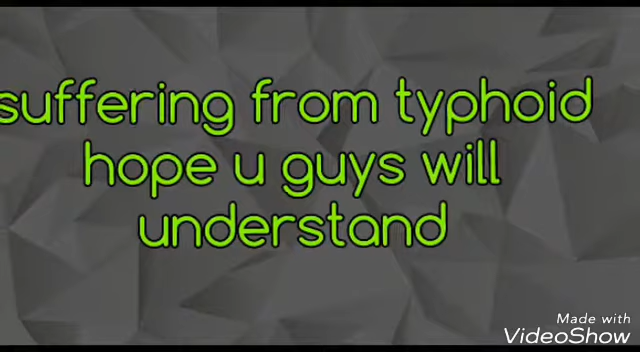 suffering from typhoid
hope u guys will
understand
Made with
VideoShow